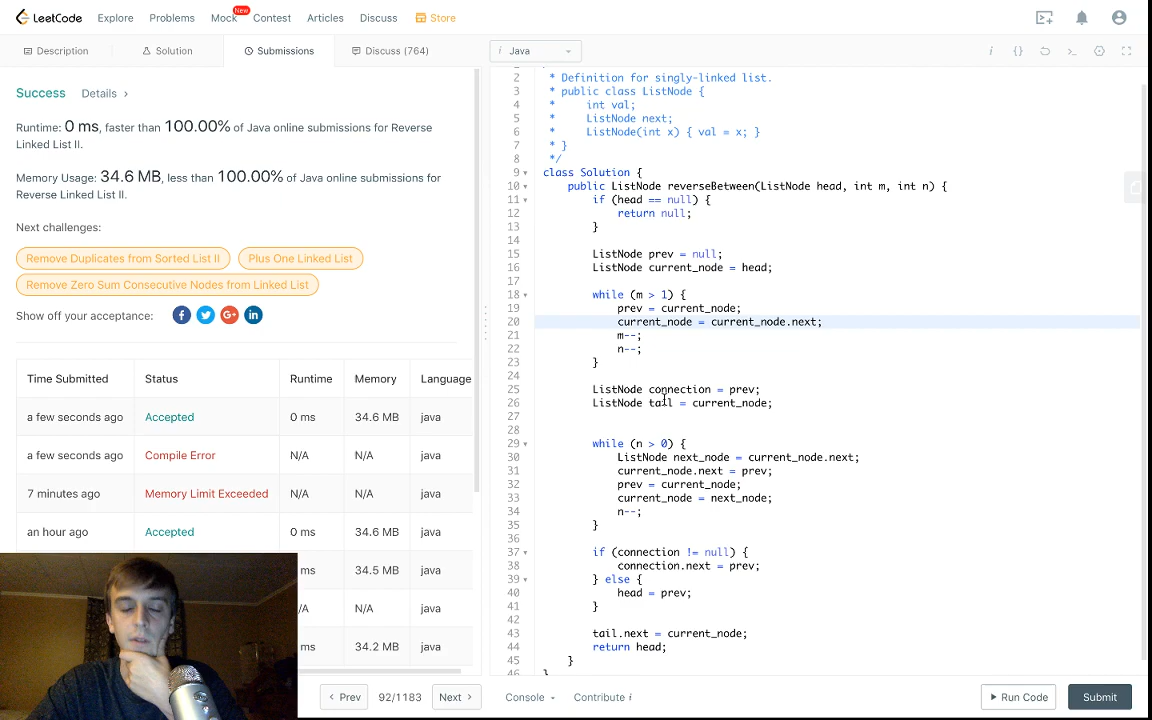 LeetCode Explore Problems Mock New Contest Articles Discuss Store
Description Solution Submissions Discuss (764) i Java
Success Details ›
Runtime: 0 ms, faster than 100.00% of Java online submissions for Reverse
Linked List II.
Memory Usage: 34.6 MB, less than 100.00% of Java online submissions for
Reverse Linked List II.
Next challenges:
Remove Duplicates from Sorted List II Plus One Linked List
Remove Zero Sum Consecutive Nodes from Linked List
Show off your acceptance:
Time Submitted Status Runtime Memory Language
a few seconds ago Accepted 0 ms 34.6 MB java
a few seconds ago Compile Error N/A N/A java
7 minutes ago Memory Limit Exceeded N/A N/A java
an hour ago Accepted 0 ms 34.6 MB java
ms 34.5 MB java
/A N/A java
ms 34.2 MB java
‹ Prev 92/1183 Next ›
2 * Definition for singly-linked list.
3 * public class ListNode {
4 * int val;
5 * ListNode next;
6 * ListNode(int x) { val = x; }
7 * }
8 */
9 class Solution {
10 public ListNode reverseBetween(ListNode head, int m, int n) {
11 if (head == null) {
12 return null;
13 }
14
15 ListNode prev = null;
16 ListNode current_node = head;
17
18 while (m > 1) {
19 prev = current_node;
20 current_node = current_node.next;
21 m--;
22 n--;
23 }
24
25 ListNode connection = prev;
26 ListNode tail = current_node;
27
28
29 while (n > 0) {
30 ListNode next_node = current_node.next;
31 current_node.next = prev;
32 prev = current_node;
33 current_node = next_node;
34 n--;
35 }
36
37 if (connection != null) {
38 connection.next = prev;
39 } else {
40 head = prev;
41 }
42
43 tail.next = current_node;
44 return head;
45 }
46 }
Console Contribute i Run Code Submit